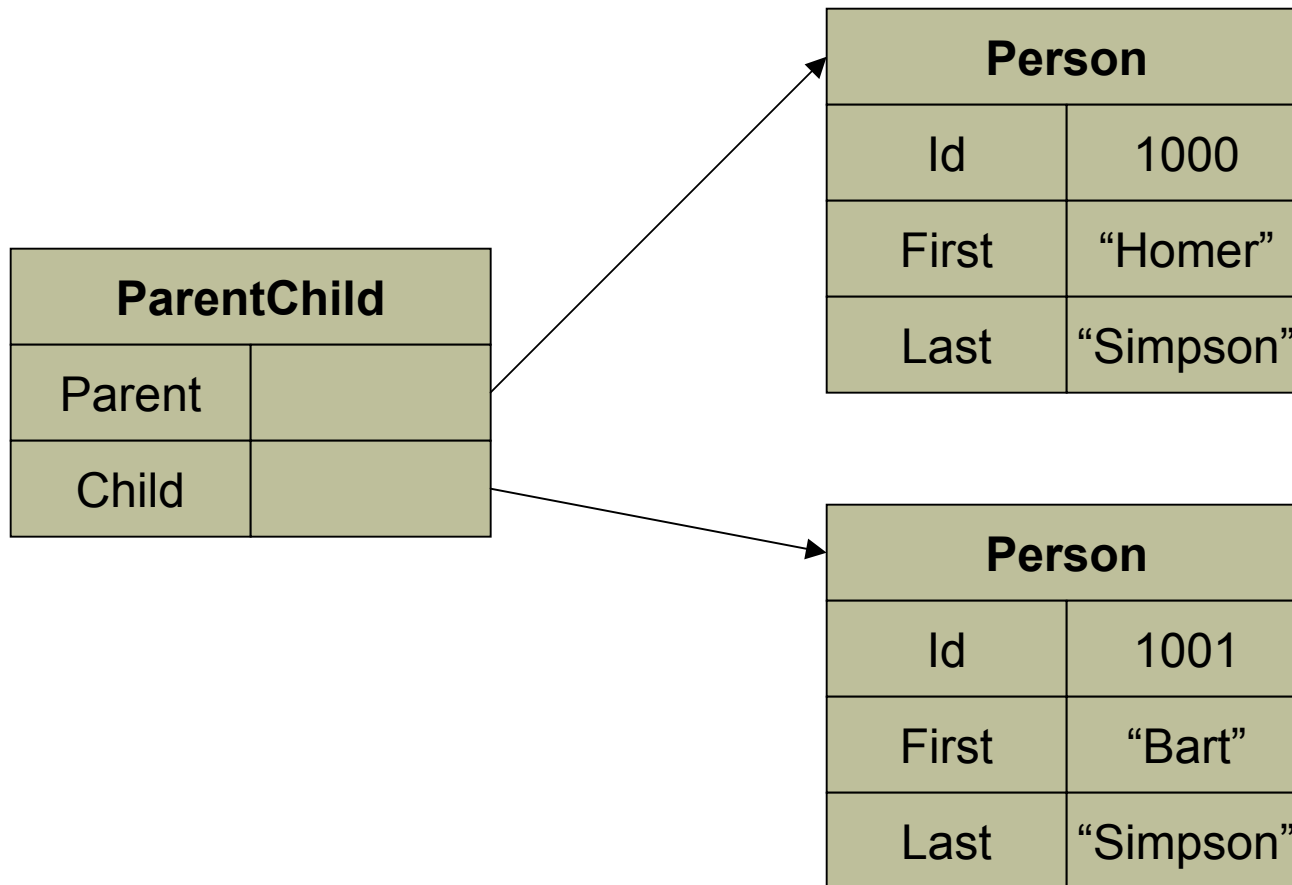 ParentChild
Parent
Child
Person
Id 1000
First “Homer”
Last “Simpson”
Person
Id 1001
First “Bart”
Last “Simpson”